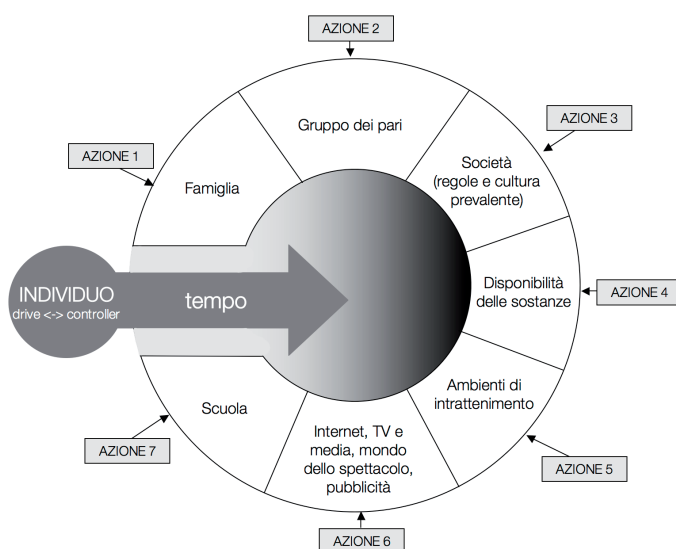 AZIONE 2
Gruppo dei pari
AZIONE 3
AZIONE 1
Società
(regole e cultura
prevalente)
Famiglia
INDIVIDUO
drive <-> controller
tempo
Disponibilità
delle sostanze
AZIONE 4
Ambienti di
intrattenimento
Scuola
Internet, TV e
media, mondo
dello spettacolo,
pubblicità
AZIONE 7
AZIONE 5
AZIONE 6